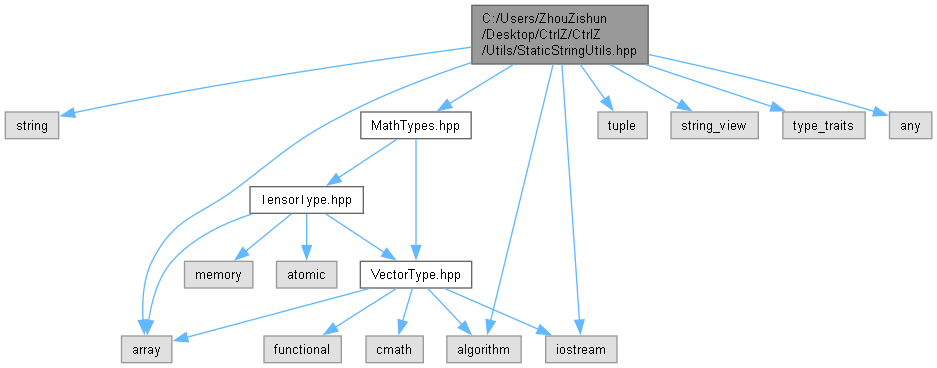 C:/Users/ZhouZishun
/Desktop/CtrlZ/CtrlZ
/Utils/StaticStringUtils.hpp
string
MathTypes.hpp
tuple
string_view
type_traits
any
TensorType.hpp
memory
atomic
VectorType.hpp
array
functional
cmath
algorithm
iostream